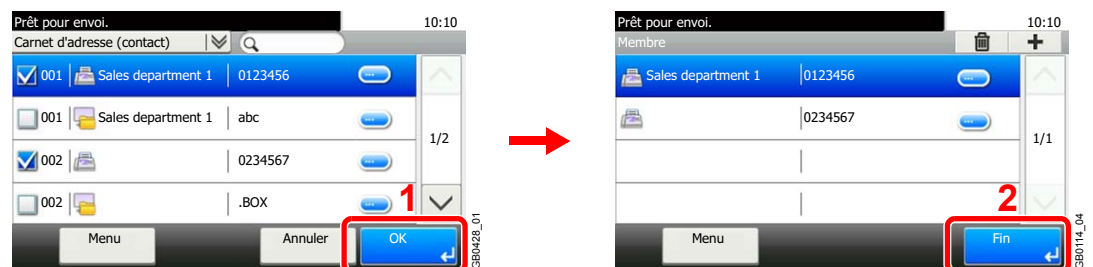 Prêt pour envoi.
10:10
Carnet d'adresse (contact)
001 Sales department 1 0123456
001 Sales department 1 abc
1/2
002 0234567
002 .BOX
1
Menu Annuler OK
GB0428_01
Prêt pour envoi.
10:10
Membre
Sales department 1 0123456
0234567
1/1
2
Menu Fin
GB0114_04